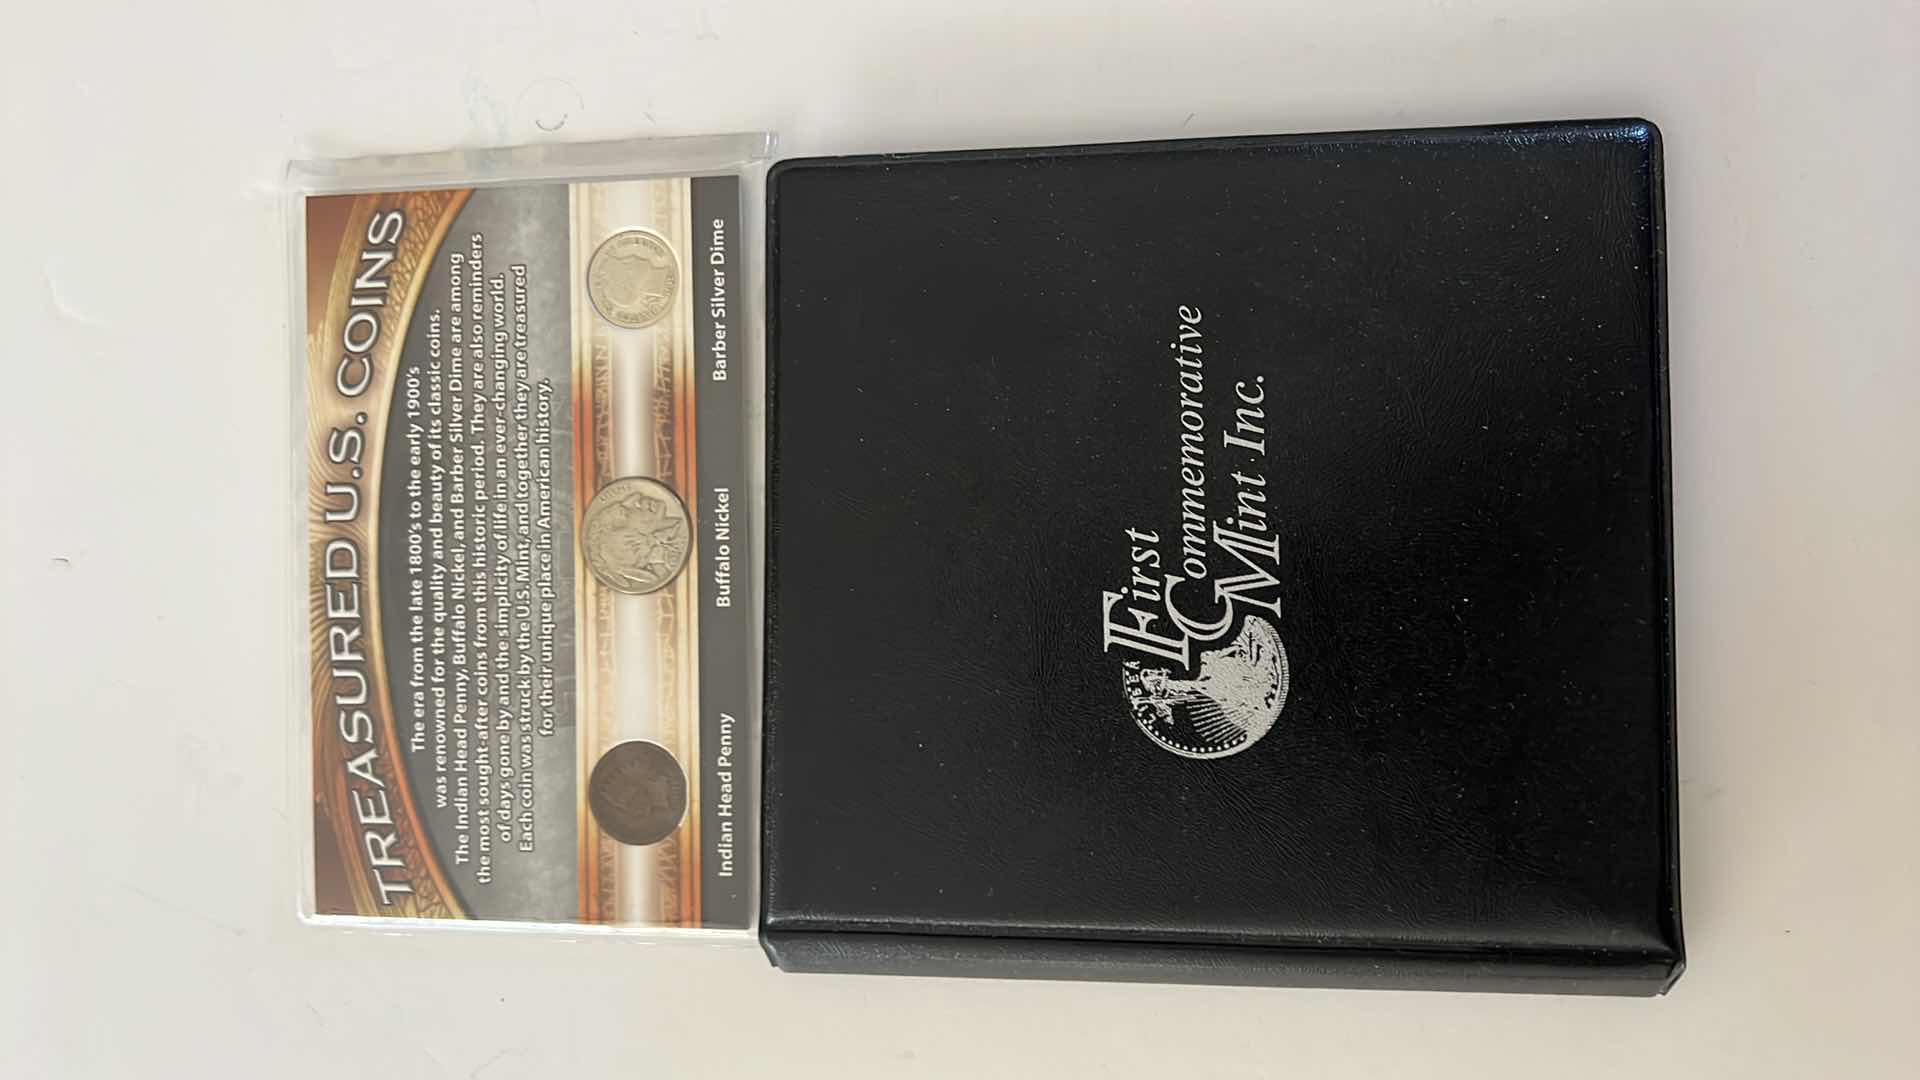 TREASURED U.S. COINS
The era from the late 1800's to the early 1900's
was renowned for the quality and beauty of its classic coins.
The Indian Head Penny, Buffalo Nickel, and Barber Silver Dime are among
the most sought-after coins from this historic period. They are also reminders
of days gone by and the simplicity of life in an ever-changing world.
Each coin was struck by the U.S. Mint, and together they are treasured
for their unique place in American history.
Indian Head Penny
Buffalo Nickel
Barber Silver Dime
First
Commemorative
Mint Inc.